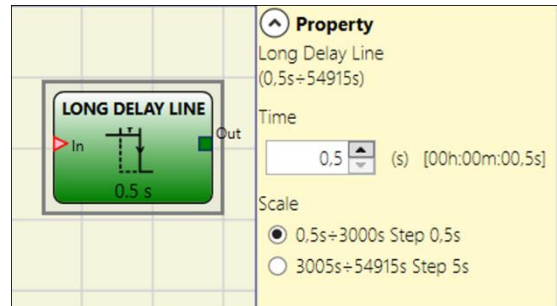 LONG DELAY LINE
In
Out
0.5 s
Property
Long Delay Line
(0,5s÷54915s)
Time
0,5 (s) [00h:00m:00,5s]
Scale
0,5s÷3000s Step 0,5s
3005s÷54915s Step 5s